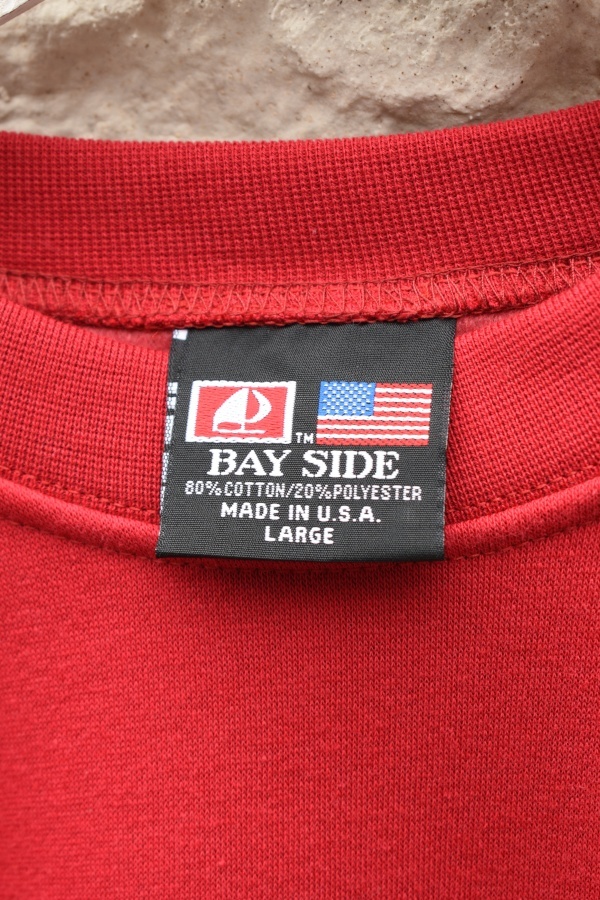 TM
BAY SIDE
80% COTTON/20% POLYESTER
MADE IN U.S.A.
LARGE